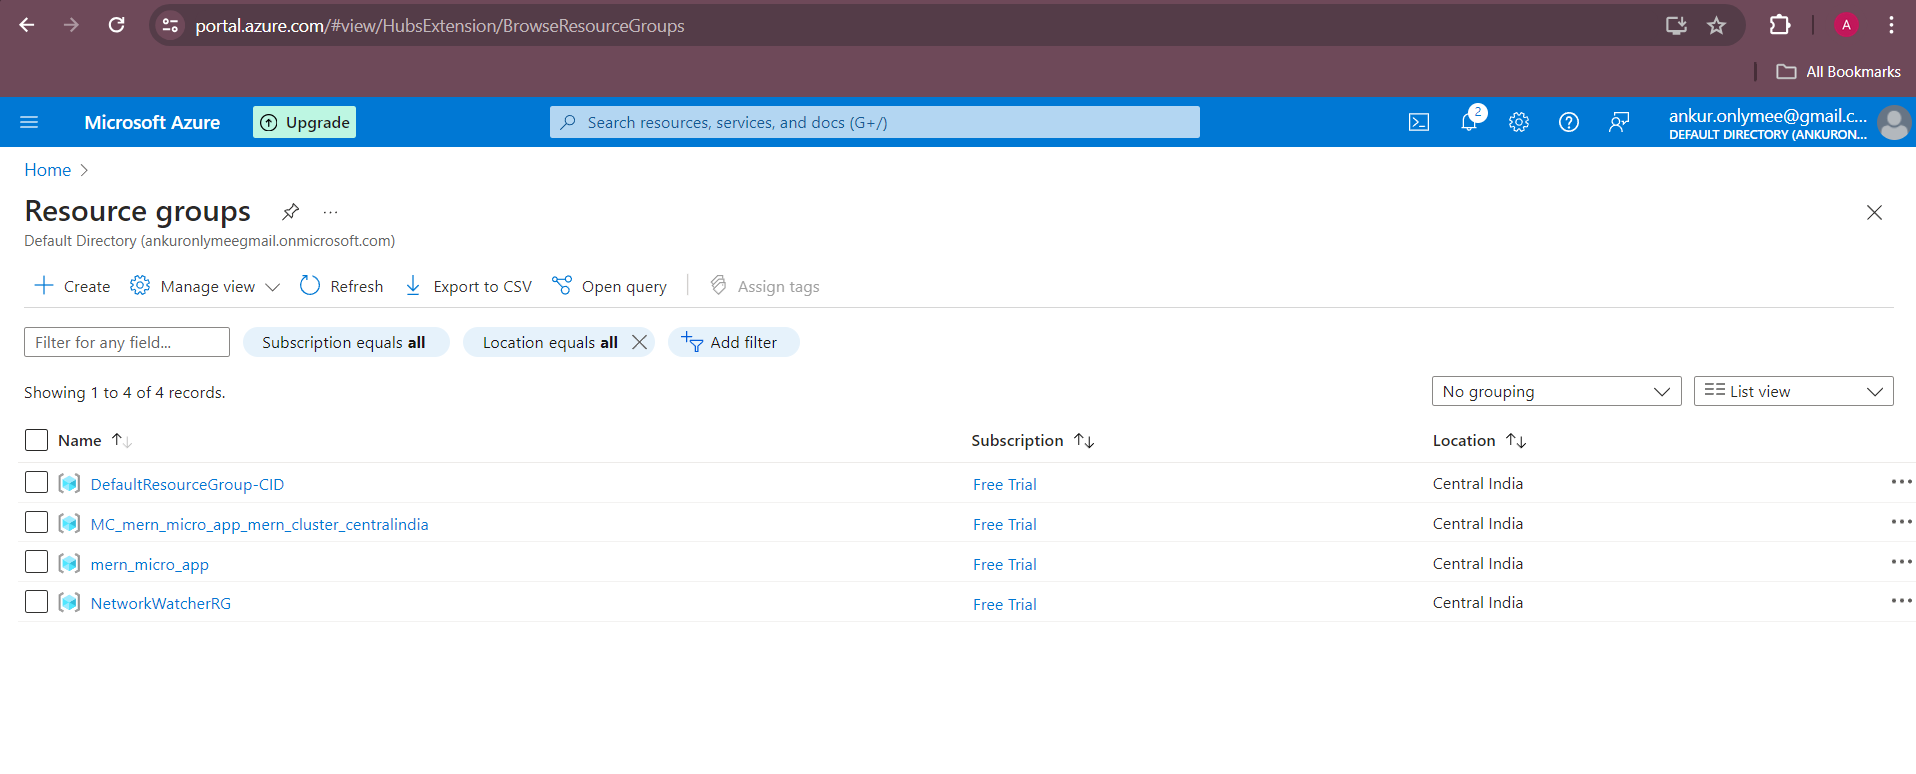 portal.azure.com/#view/HubsExtension/BrowseResourceGroups
A
All Bookmarks
Microsoft Azure
Upgrade
Search resources, services, and docs (G+/)
2
ankur.onlymee@gmail.c...
DEFAULT DIRECTORY (ANKURON...
Home
Resource groups
...
Default Directory (ankuronlymeegmail.onmicrosoft.com)
Create Manage view Refresh Export to CSV Open query Assign tags
Filter for any field... Subscription equals all Location equals all Add filter
Showing 1 to 4 of 4 records. No grouping List view
Name Subscription Location
DefaultResourceGroup-CID Free Trial Central India
MC_mern_micro_app_mern_cluster_centralindia Free Trial Central India
mern_micro_app Free Trial Central India
NetworkWatcherRG Free Trial Central India